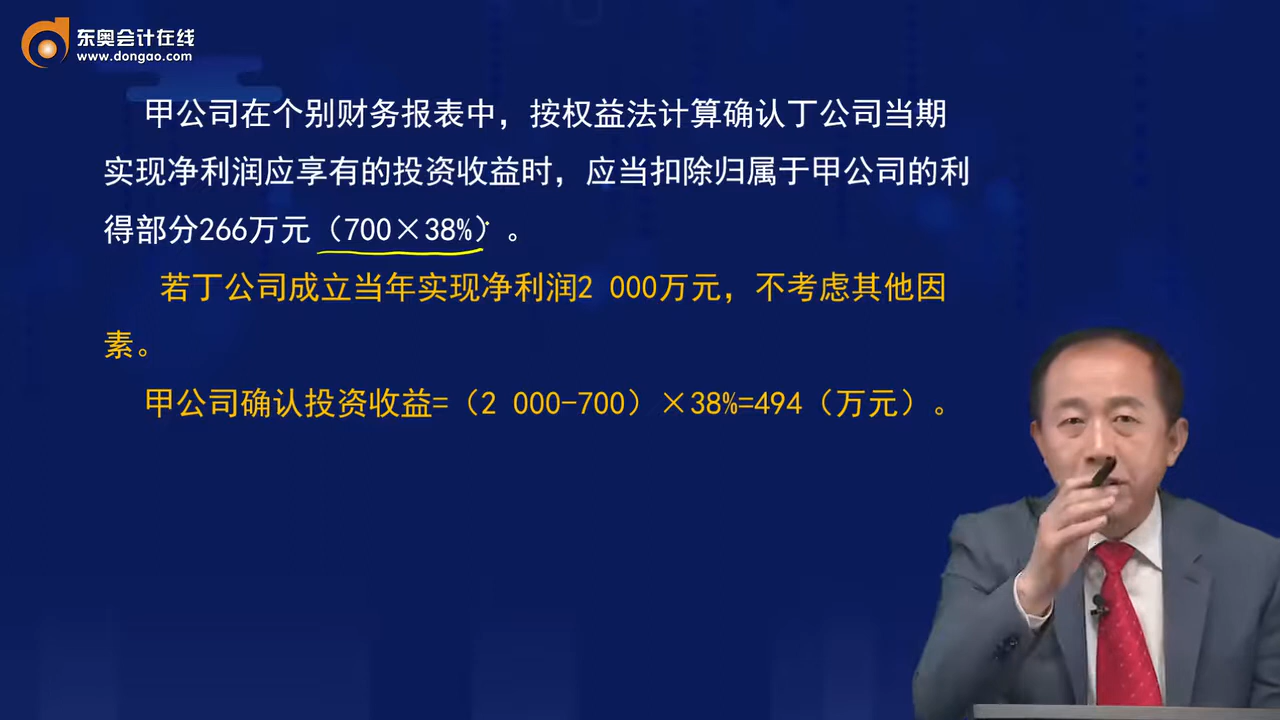 东奥会计在线
www.dongao.com
甲公司在个别财务报表中，按权益法计算确认丁公司当期
实现净利润应享有的投资收益时，应当扣除归属于甲公司的利
得部分266万元（700×38%）。
若丁公司成立当年实现净利润2 000万元，不考虑其他因
素。
甲公司确认投资收益=（2 000-700）×38%=494（万元）。